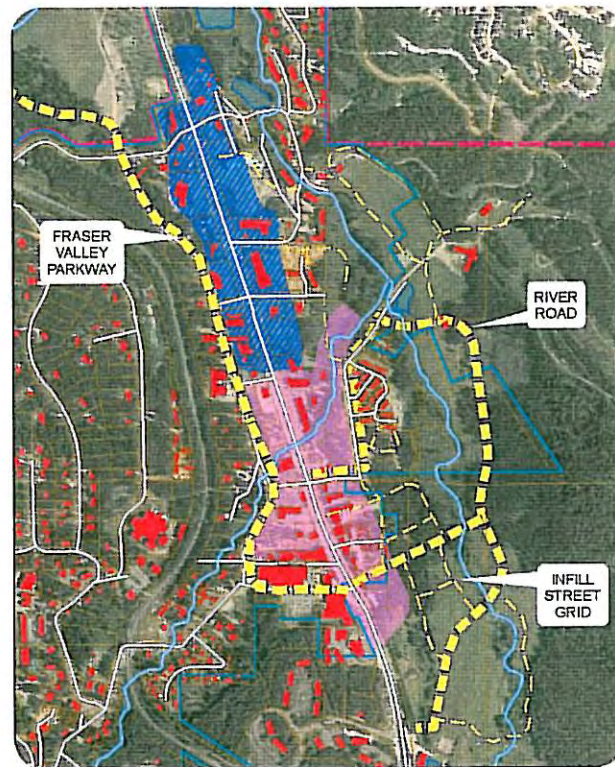 FRASER
VALLEY
PARKWAY
RIVER
ROAD
INFILL
STREET
GRID